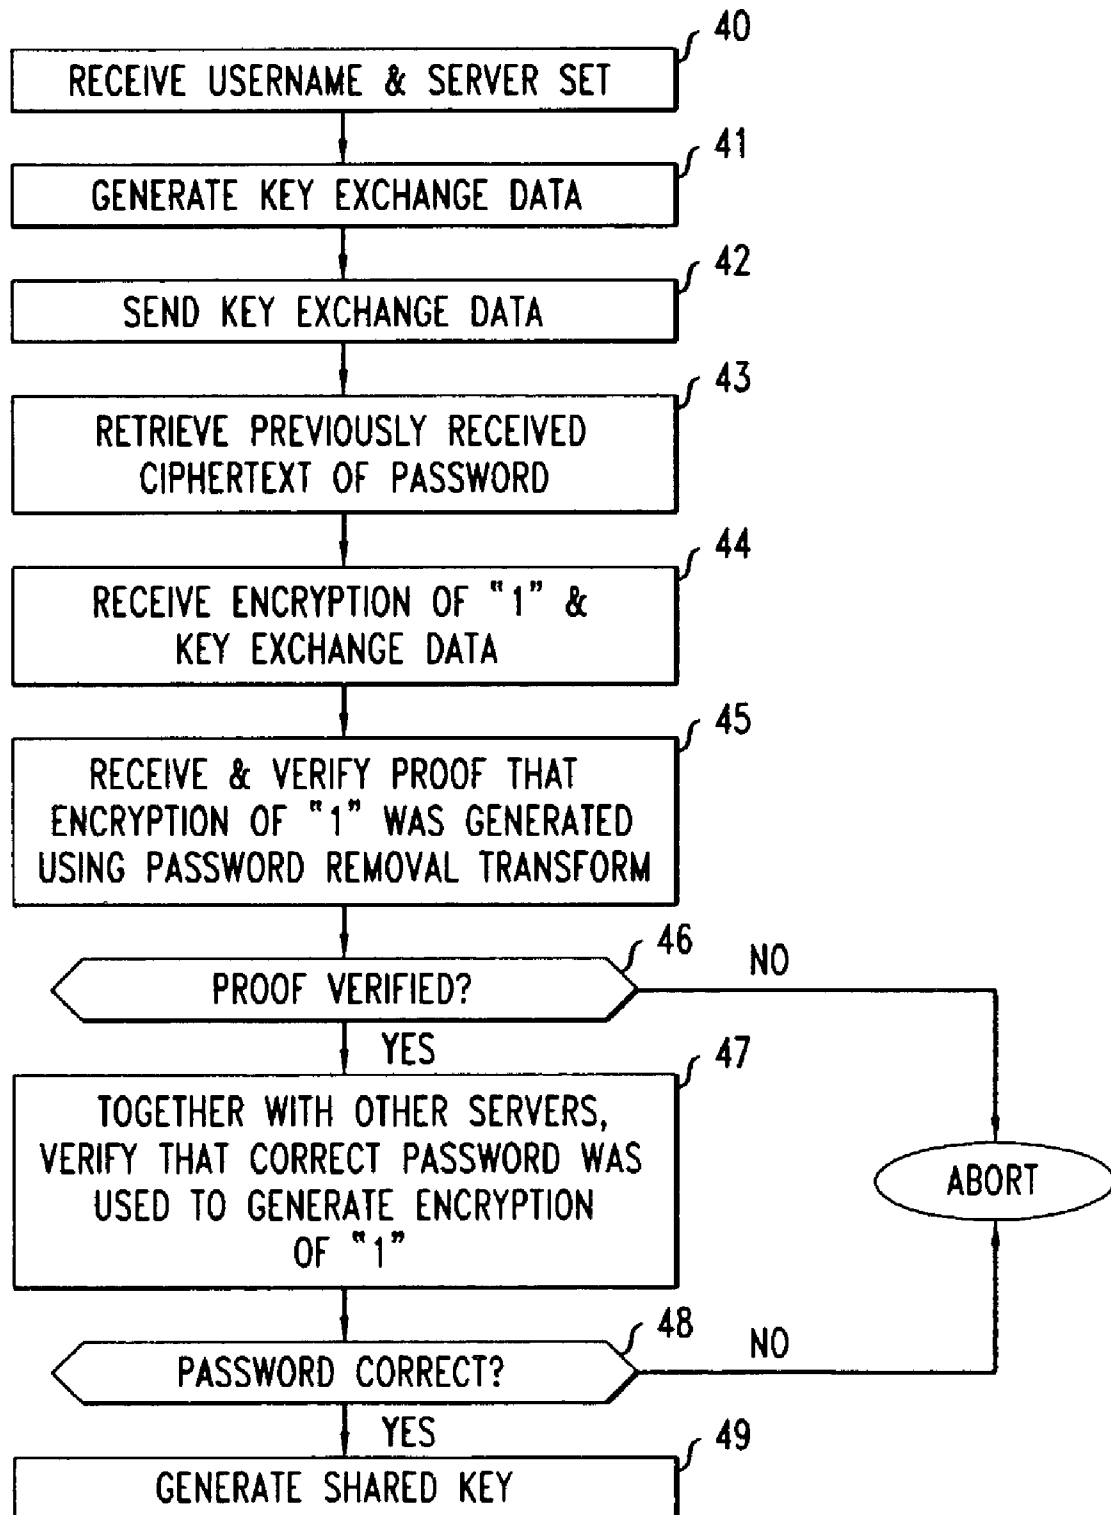 40
RECEIVE USERNAME & SERVER SET
41
GENERATE KEY EXCHANGE DATA
42
SEND KEY EXCHANGE DATA
43
RETRIEVE PREVIOUSLY RECEIVED
CIPHERTEXT OF PASSWORD
44
RECEIVE ENCRYPTION OF "1" &
KEY EXCHANGE DATA
45
RECEIVE & VERIFY PROOF THAT
ENCRYPTION OF "1" WAS GENERATED
USING PASSWORD REMOVAL TRANSFORM
46
NO
PROOF VERIFIED?
YES
47
TOGETHER WITH OTHER SERVERS,
VERIFY THAT CORRECT PASSWORD WAS
USED TO GENERATE ENCRYPTION
OF "1"
ABORT
48
NO
PASSWORD CORRECT?
YES
49
GENERATE SHARED KEY